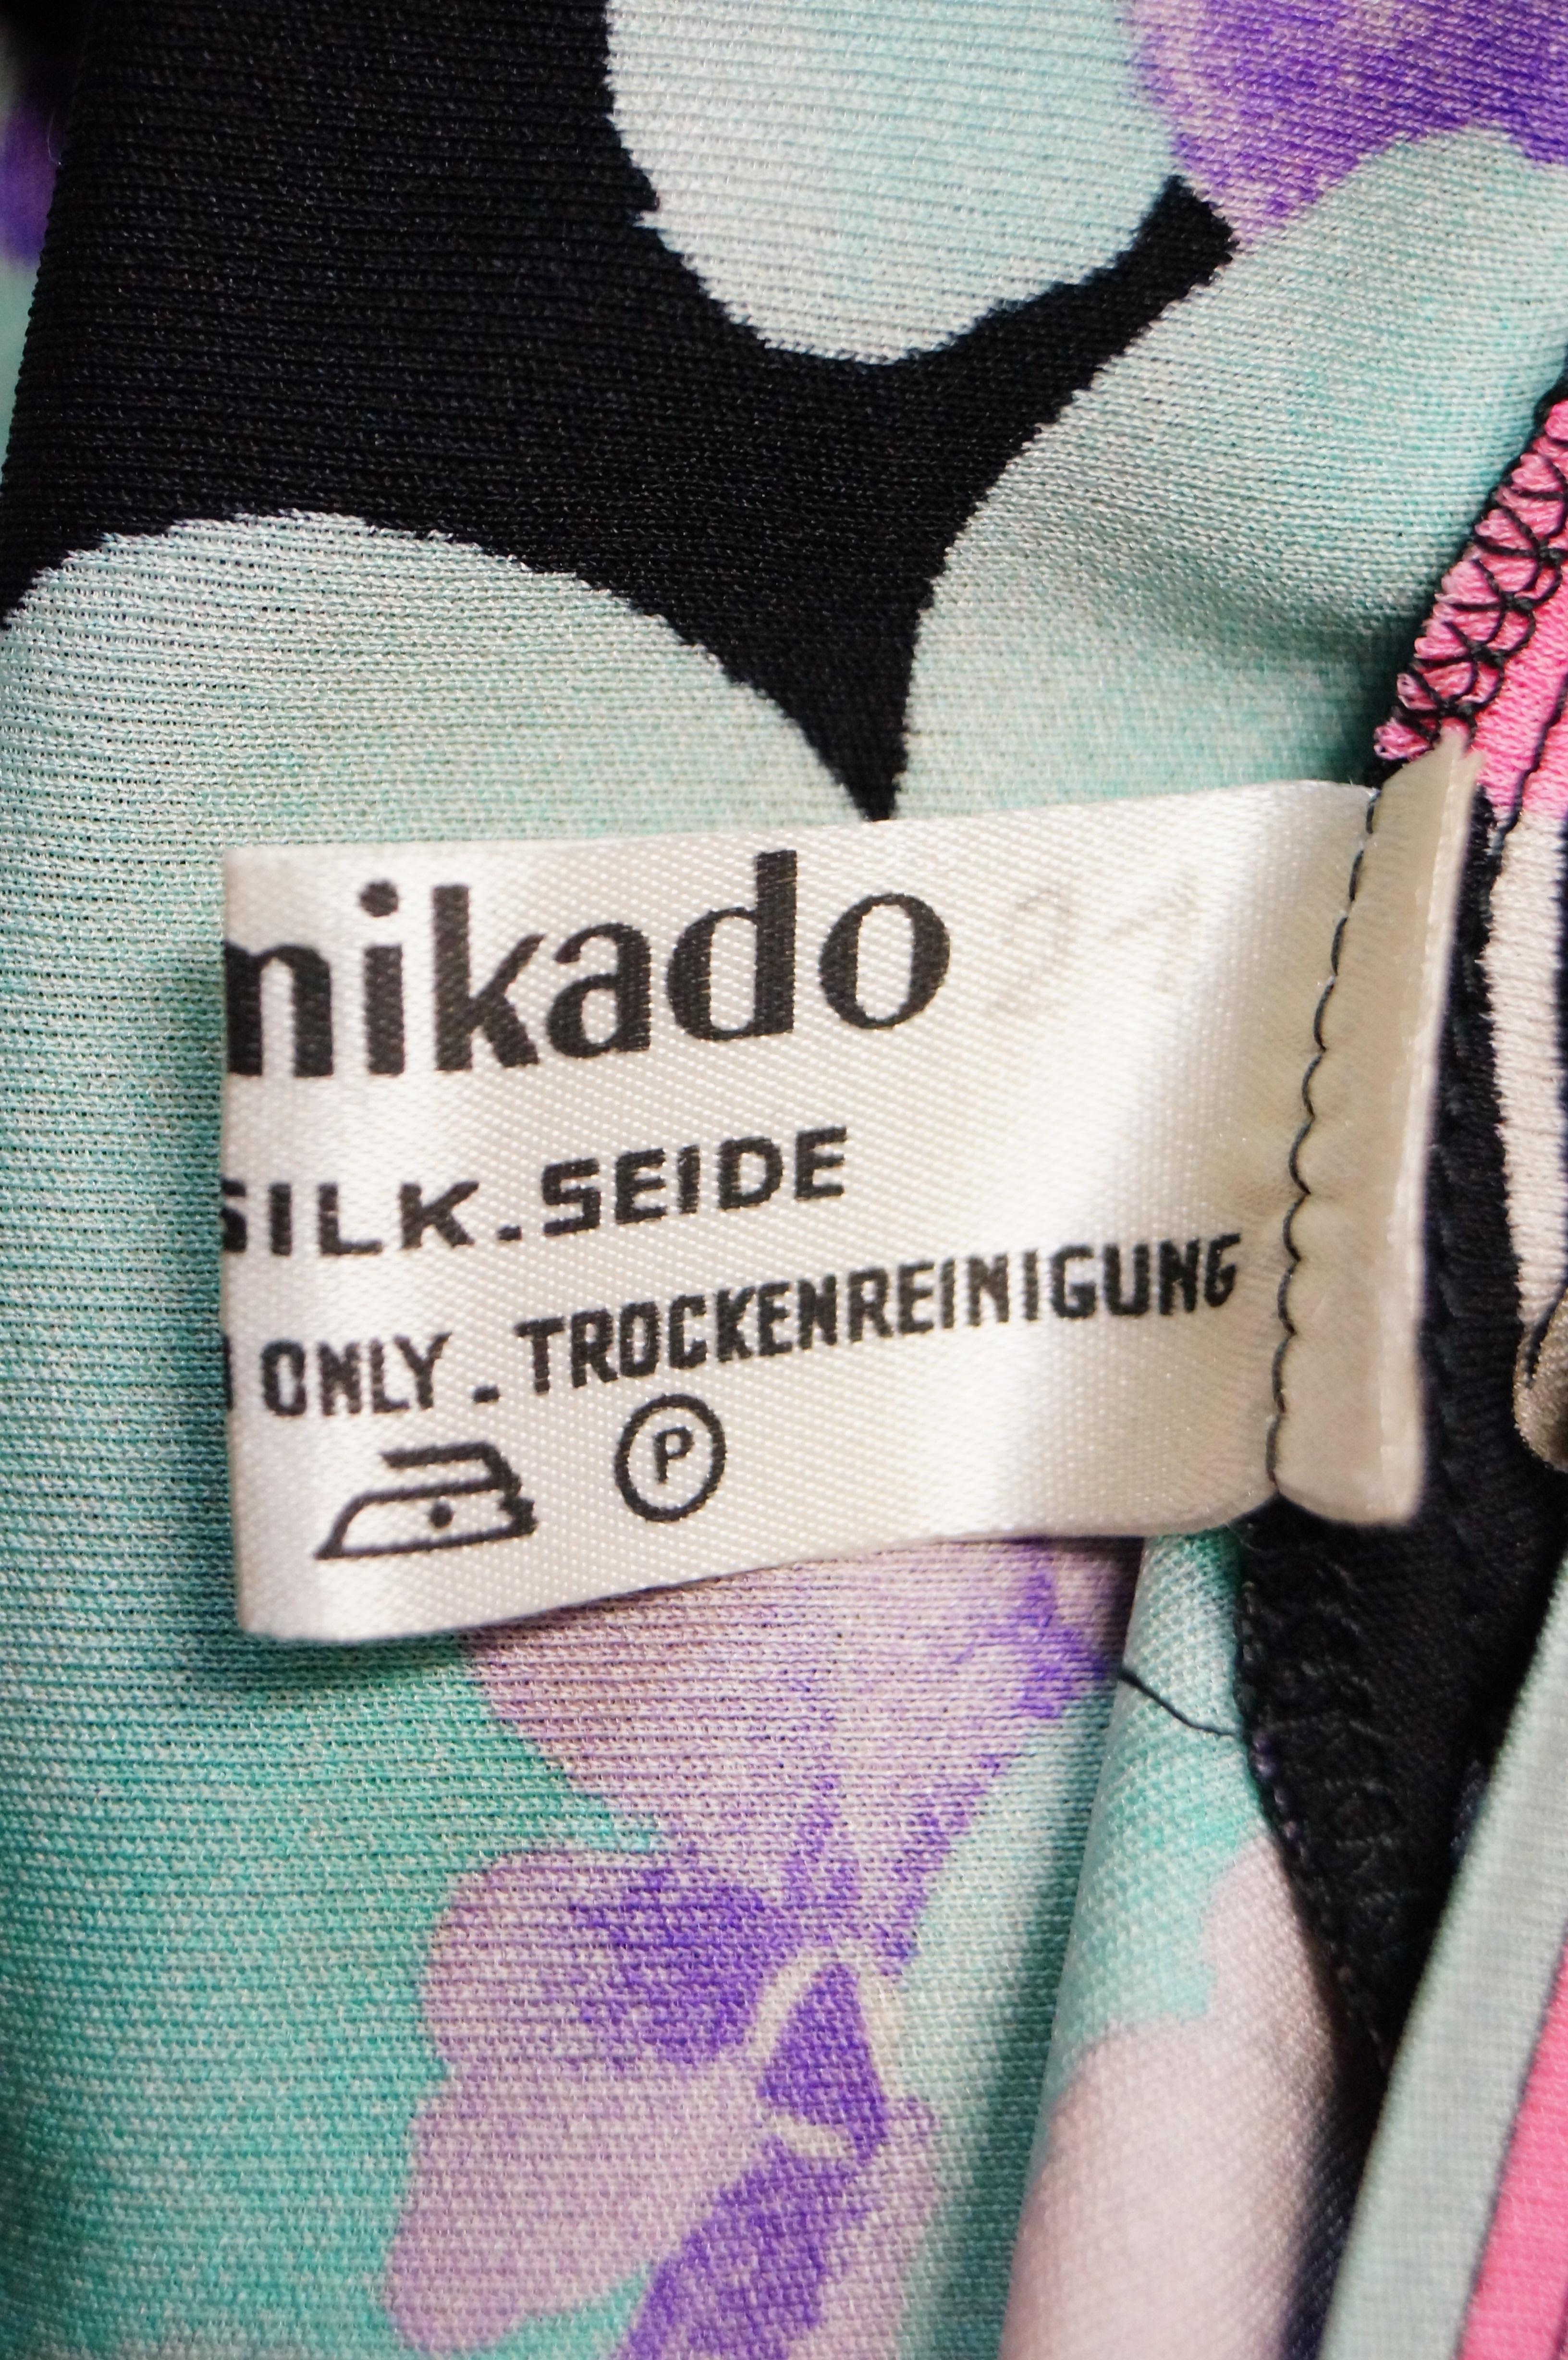 mikado
SILK.SEIDE
ONLY - TROCKENREINIGUNG
P